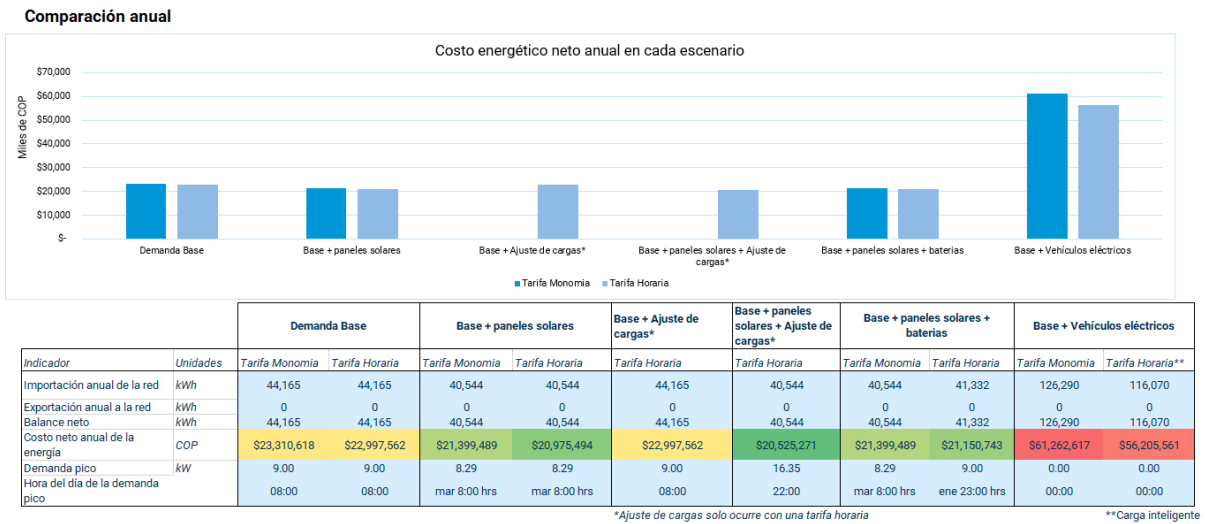 Comparación anual
Costo energético neto anual en cada escenario
Miles de COP
$70,000
$60,000
$50,000
$40,000
$30,000
$20,000
$10,000
$-
Demanda Base
Base + paneles solares
Base + Ajuste de cargas*
Base + paneles solares + Ajuste de
cargas*
Base + paneles solares + baterias
Base + Vehículos eléctricos
Tarifa Monomia Tarifa Horaria
Demanda Base
Base + paneles solares
Base + Ajuste de
cargas*
Base + paneles
solares + Ajuste de
cargas*
Base + paneles solares +
baterias
Base + Vehículos eléctricos
Indicador Unidades Tarifa Monomia Tarifa Horaria Tarifa Monomia Tarifa Horaria Tarifa Horaria Tarifa Horaria Tarifa Monomia Tarifa Horaria Tarifa Monomia Tarifa Horaria**
Importación anual de la red kWh 44,165 44,165 40,544 40,544 44,165 40,544 40,544 41,332 126,290 116,070
Exportación anual a la red kWh 0 0 0 0 0 0 0 0 0 0
Balance neto kWh 44,165 44,165 40,544 40,544 44,165 40,544 40,544 41,332 126,290 116,070
Costo neto anual de la
energía COP $23,310,618 $22,997,562 $21,399,489 $20,975,494 $22,997,562 $20,525,271 $21,399,489 $21,150,743 $61,262,617 $56,205,561
Demanda pico kW 9.00 9.00 8.29 8.29 9.00 16.35 8.29 9.00 0.00 0.00
Hora del día de la demanda
pico 08:00 08:00 mar 8:00 hrs mar 8:00 hrs 08:00 22:00 mar 8:00 hrs ene 23:00 hrs 00:00 00:00
*Ajuste de cargas solo ocurre con una tarifa horaria
**Carga inteligente